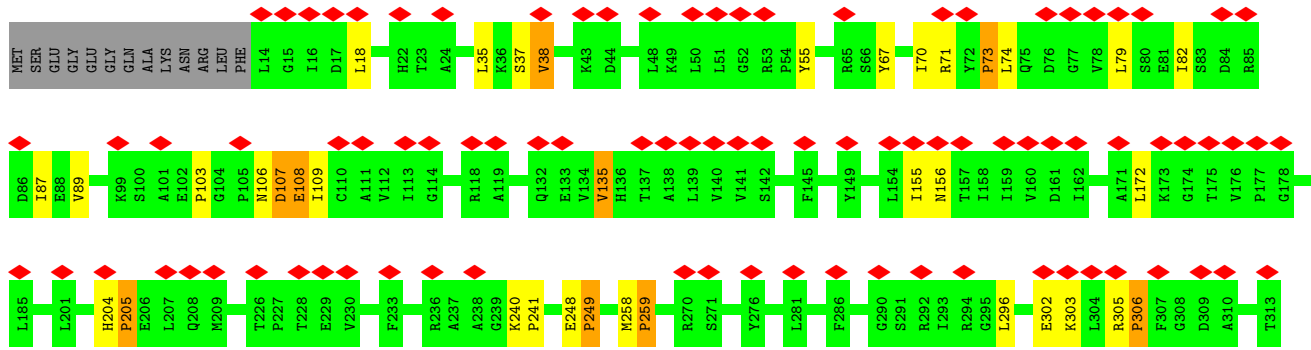 MET SER GLU GLY GLU GLY GLN ALA LYS ASN ARG LEU PHE L14 G15 I16 D17 L18 H22 T23 A24 L35 K36 S37 V38 K43 D44 L48 K49 L50 L51 G52 R53 P54 Y55 R65 S66 Y67 I70 R71 Y72 P73 L74 Q75 D76 G77 V78 L79 S80 E81 I82 S83 D84 R85
D86 I87 E88 V89 K99 S100 A101 E102 P103 G104 P105 N106 D107 E108 I109 C110 A111 V112 I113 G114 R118 A119 Q132 E133 V134 V135 H136 T137 A138 L139 V140 V141 S142 F145 Y149 L154 I155 N156 T157 I158 I159 V160 D161 I162 A171 L172 K173 G174 T175 V176 P177 G178
L185 L201 H204 P205 E206 L207 Q208 M209 T226 P227 T228 E229 V230 F233 R236 A237 A238 G239 K240 P241 E248 P249 M258 P259 R270 S271 Y276 L281 F286 G290 S291 R292 I293 R294 G295 L296 E302 K303 L304 R305 P306 F307 G308 D309 A310 T313